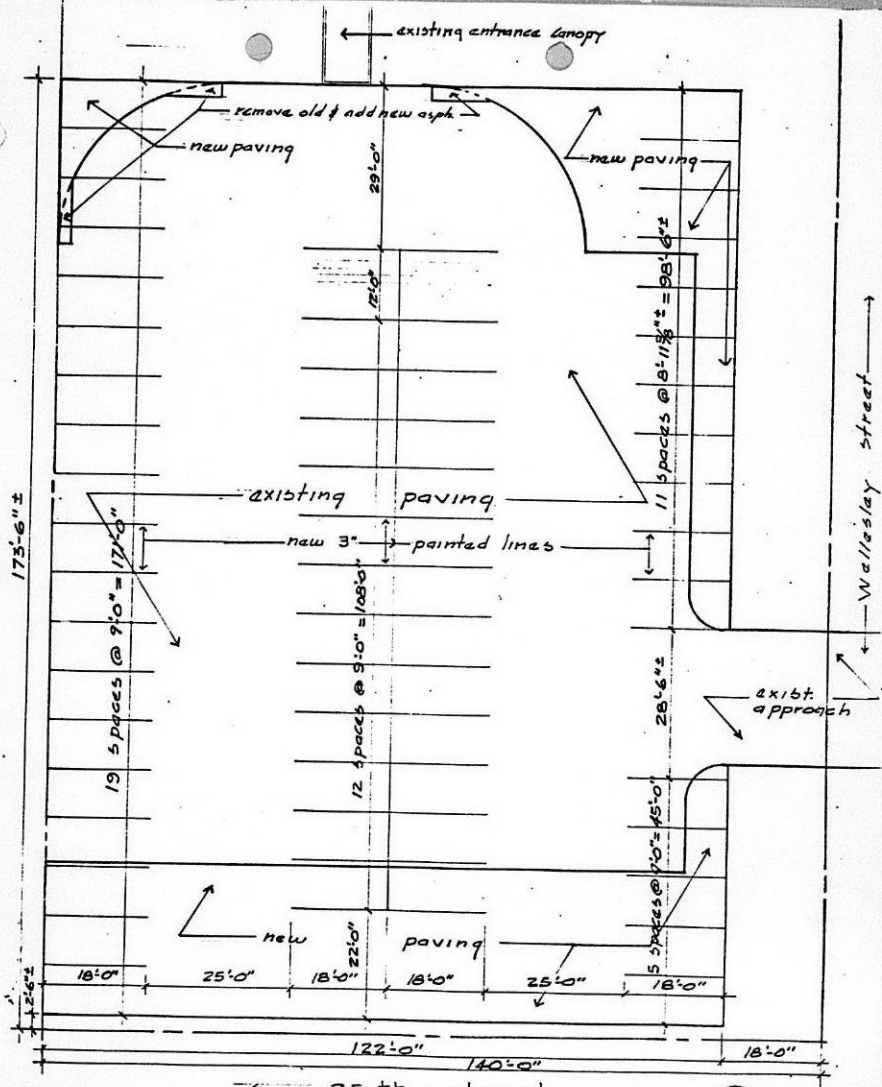 existing entrance canopy
remove old & add new asph.
new paving
new paving
29'-0"
12'-0"
11 spaces @ 8'-11 7/8"± = 98'-6"±
Wellesley street
existing paving
new 3" painted lines
173'-6"±
19 spaces @ 9'-0" = 171'-0"
12 spaces @ 9'-0" = 108'-0"
28'-6"±
exist. approach
5 spaces @ 9'-0" = 45'-0"
new paving
22'-0"
18'-0" 25'-0" 18'-0" 18'-0" 25'-0" 18'-0"
2'-6"±
122'-0" 18'-0"
140'-0"